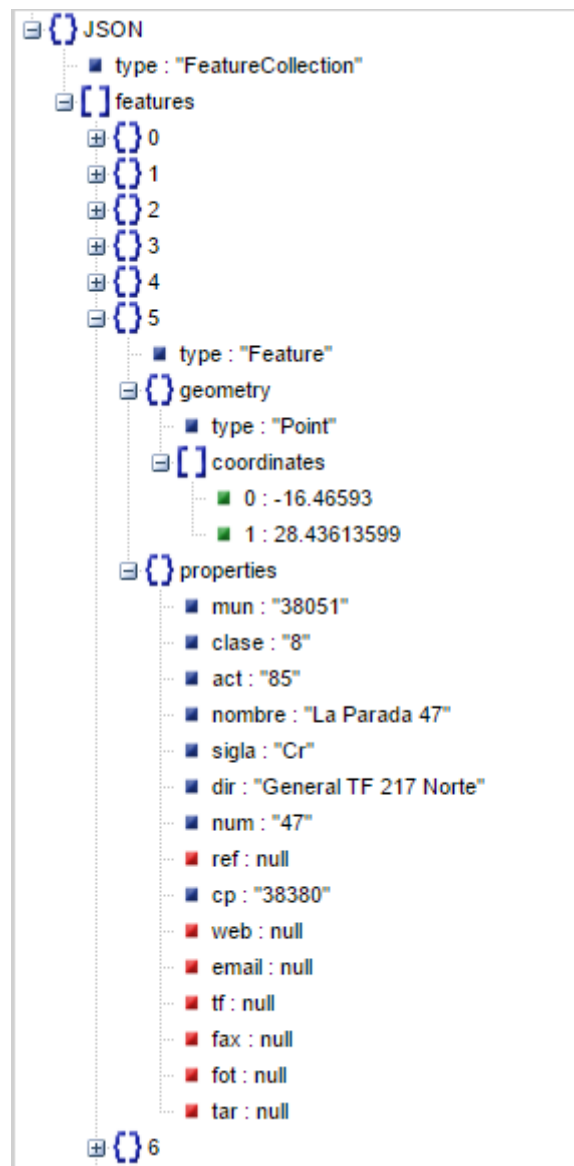 JSON
type : "FeatureCollection"
features
0
1
2
3
4
5
type : "Feature"
geometry
type : "Point"
coordinates
0 : -16.46593
1 : 28.43613599
properties
mun : "38051"
clase : "8"
act : "85"
nombre : "La Parada 47"
sigla : "Cr"
dir : "General TF 217 Norte"
num : "47"
ref : null
cp : "38380"
web : null
email : null
tf : null
fax : null
fot : null
tar : null
6